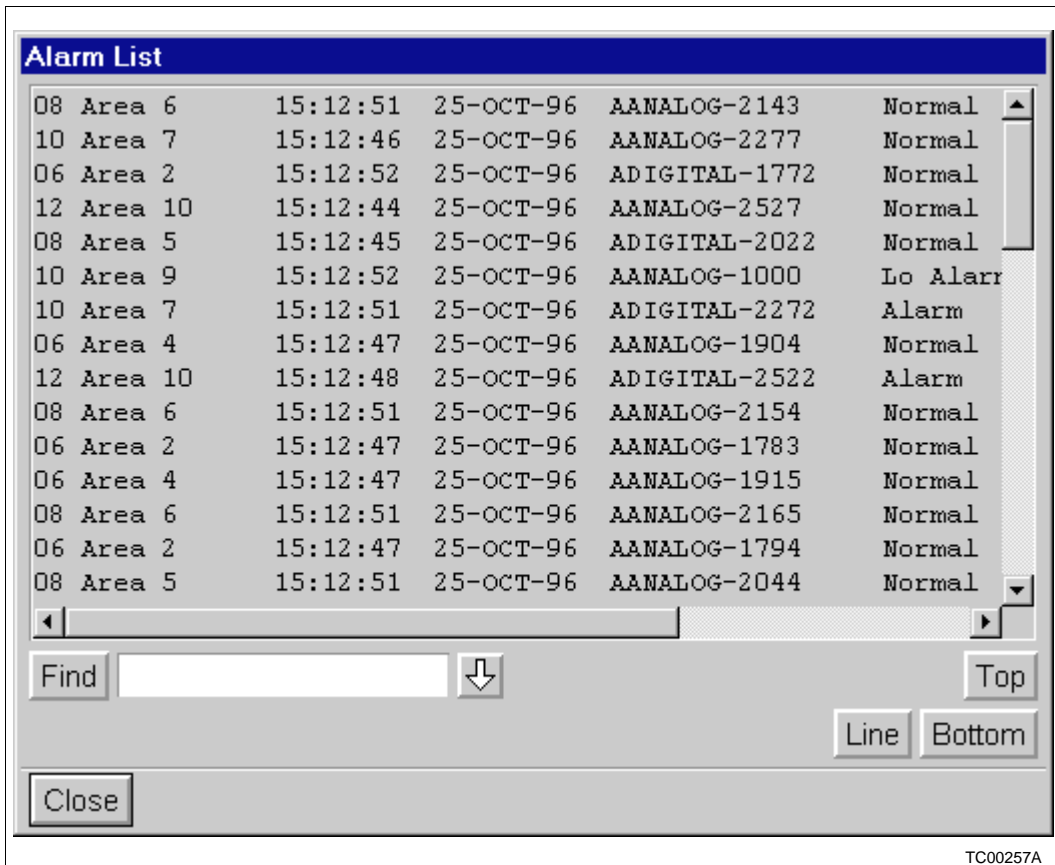 Alarm List
08 Area 6 15:12:51 25-OCT-96 AANALOG-2143 Normal
10 Area 7 15:12:46 25-OCT-96 AANALOG-2277 Normal
06 Area 2 15:12:52 25-OCT-96 ADIGITAL-1772 Normal
12 Area 10 15:12:44 25-OCT-96 AANALOG-2527 Normal
08 Area 5 15:12:45 25-OCT-96 ADIGITAL-2022 Normal
10 Area 9 15:12:52 25-OCT-96 AANALOG-1000 Lo Alar
10 Area 7 15:12:51 25-OCT-96 ADIGITAL-2272 Alarm
06 Area 4 15:12:47 25-OCT-96 AANALOG-1904 Normal
12 Area 10 15:12:48 25-OCT-96 ADIGITAL-2522 Alarm
08 Area 6 15:12:51 25-OCT-96 AANALOG-2154 Normal
06 Area 2 15:12:47 25-OCT-96 AANALOG-1783 Normal
06 Area 4 15:12:47 25-OCT-96 AANALOG-1915 Normal
08 Area 6 15:12:51 25-OCT-96 AANALOG-2165 Normal
06 Area 2 15:12:47 25-OCT-96 AANALOG-1794 Normal
08 Area 5 15:12:51 25-OCT-96 AANALOG-2044 Normal
Find Top
Line Bottom
Close
TC00257A